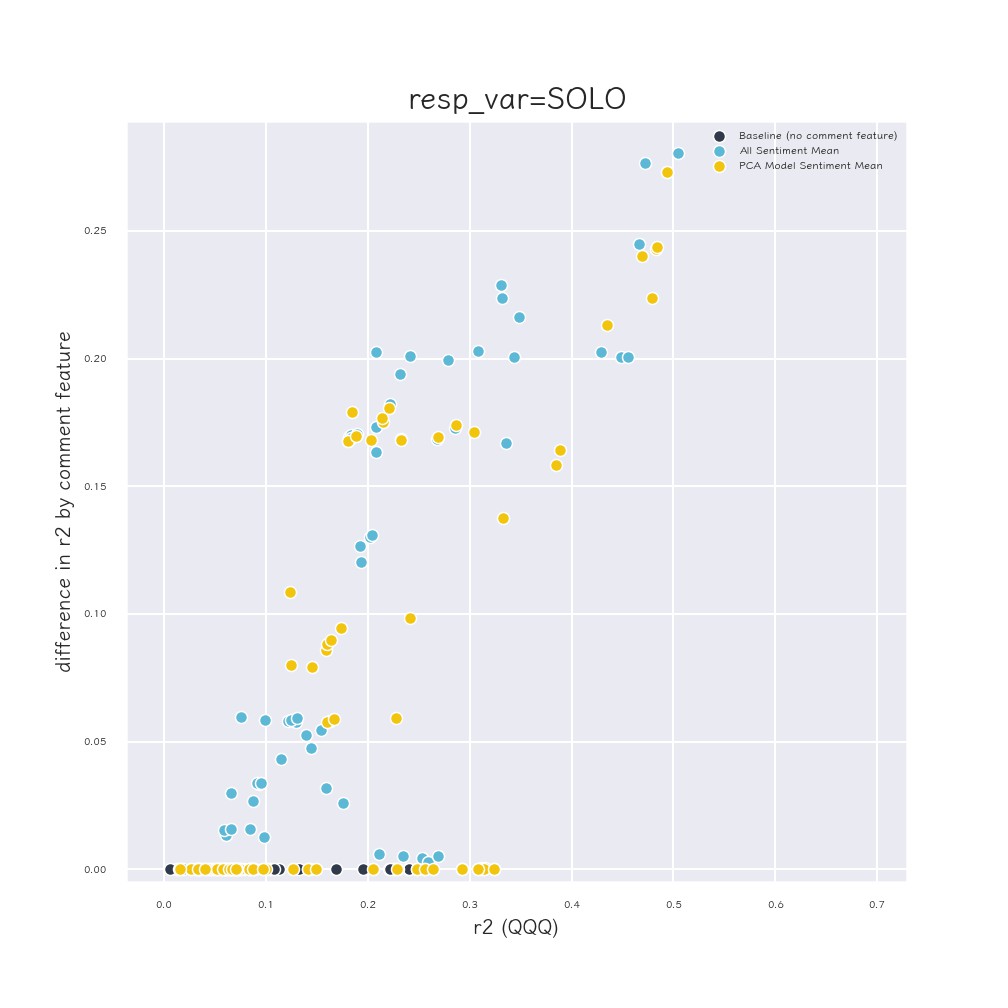 resp_var=SOLO
Baseline (no comment feature)
All Sentiment Mean
PCA Model Sentiment Mean
difference in r2 by comment feature
0.25
0.20
0.15
0.10
0.05
0.00
0.0 0.1 0.2 0.3 0.4 0.5 0.6 0.7
r2 (QQQ)